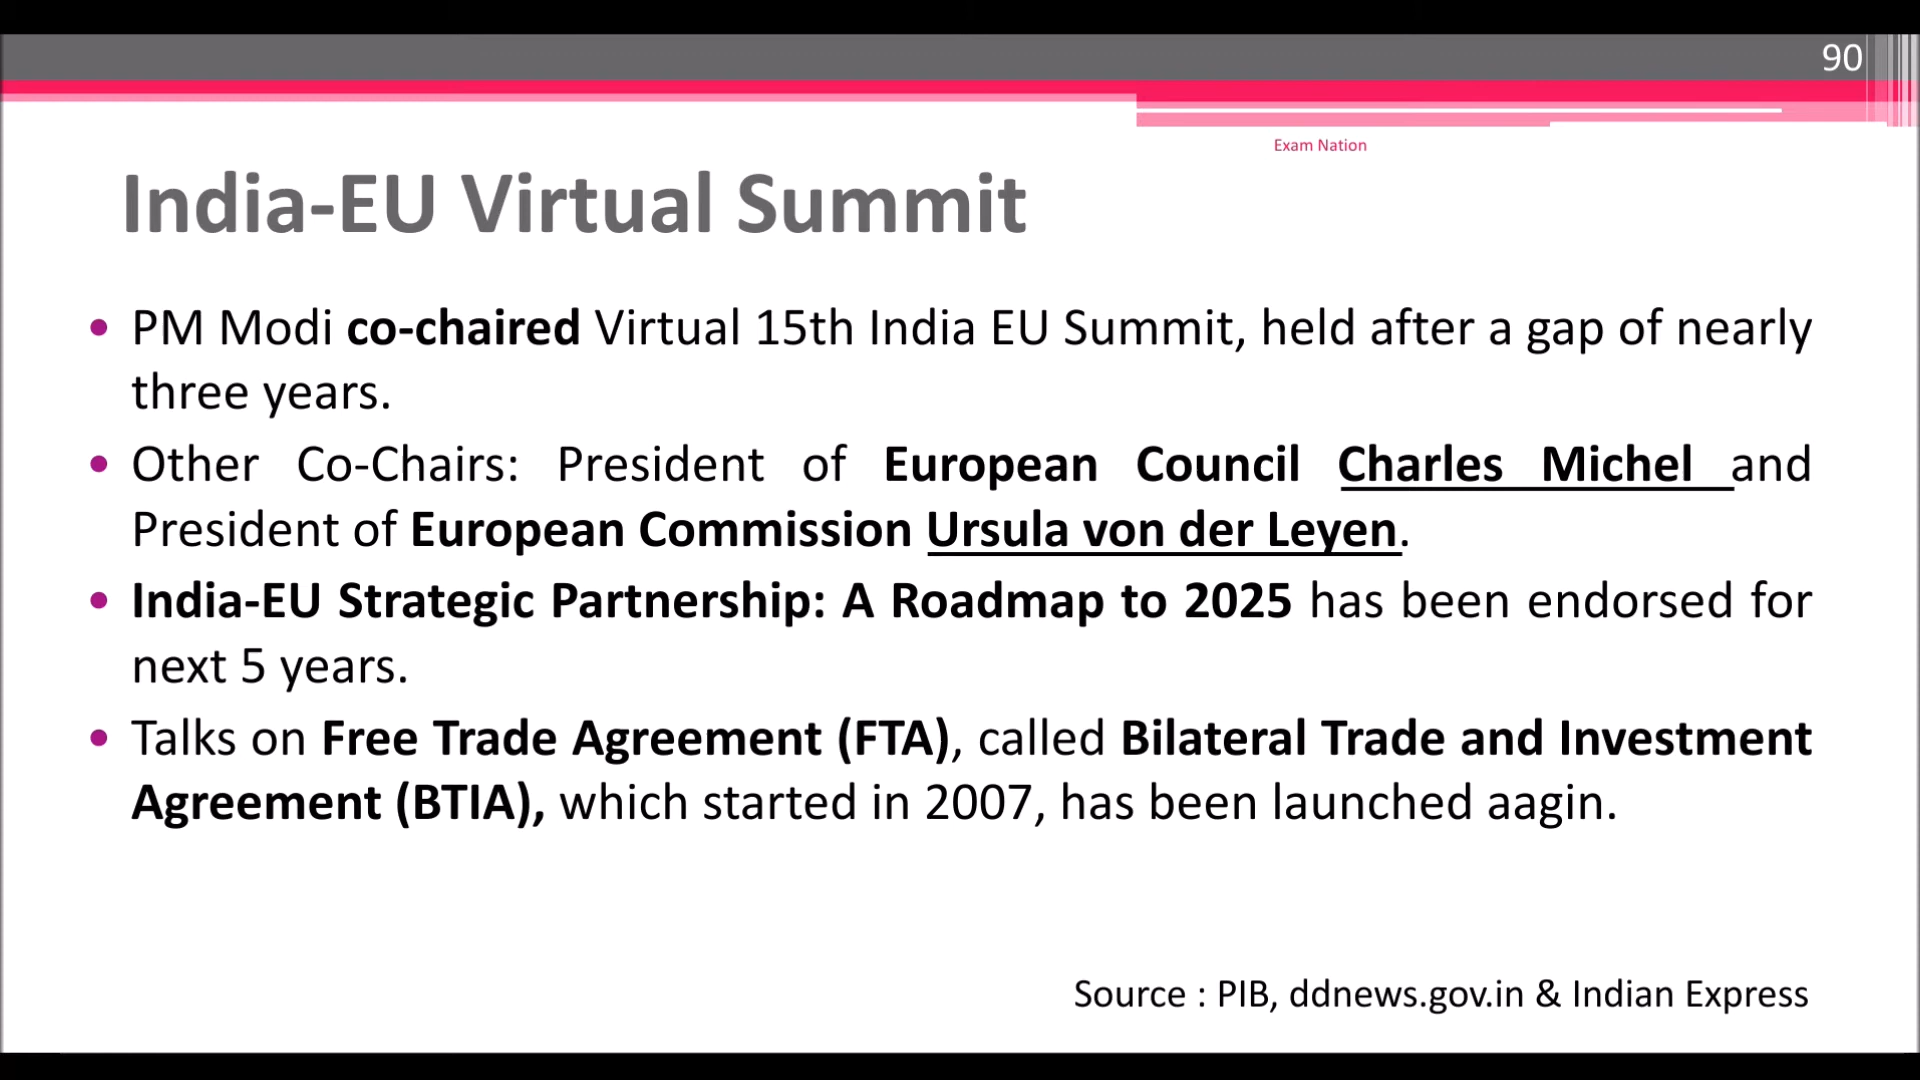 90
Exam Nation
India-EU Virtual Summit
• PM Modi co-chaired Virtual 15th India EU Summit, held after a gap of nearly
three years.
• Other Co-Chairs: President of European Council Charles Michel and
President of European Commission Ursula von der Leyen.
• India-EU Strategic Partnership: A Roadmap to 2025 has been endorsed for
next 5 years.
• Talks on Free Trade Agreement (FTA), called Bilateral Trade and Investment
Agreement (BTIA), which started in 2007, has been launched aagin.
Source : PIB, ddnews.gov.in & Indian Express